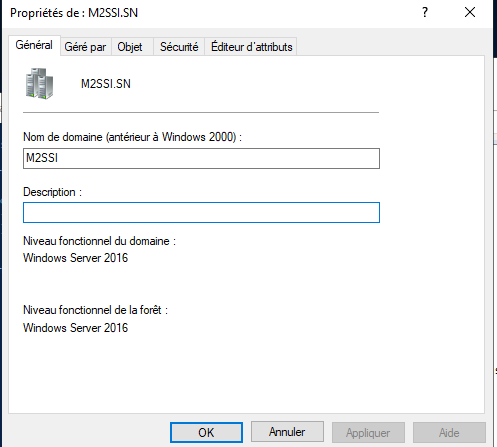 Propriétés de : M2SSI.SN
? ×
Général Géré par Objet Sécurité Éditeur d'attributs
M2SSI.SN
Nom de domaine (antérieur à Windows 2000) :
M2SSI
Description :
Niveau fonctionnel du domaine :
Windows Server 2016
Niveau fonctionnel de la forêt :
Windows Server 2016
OK Annuler Appliquer Aide